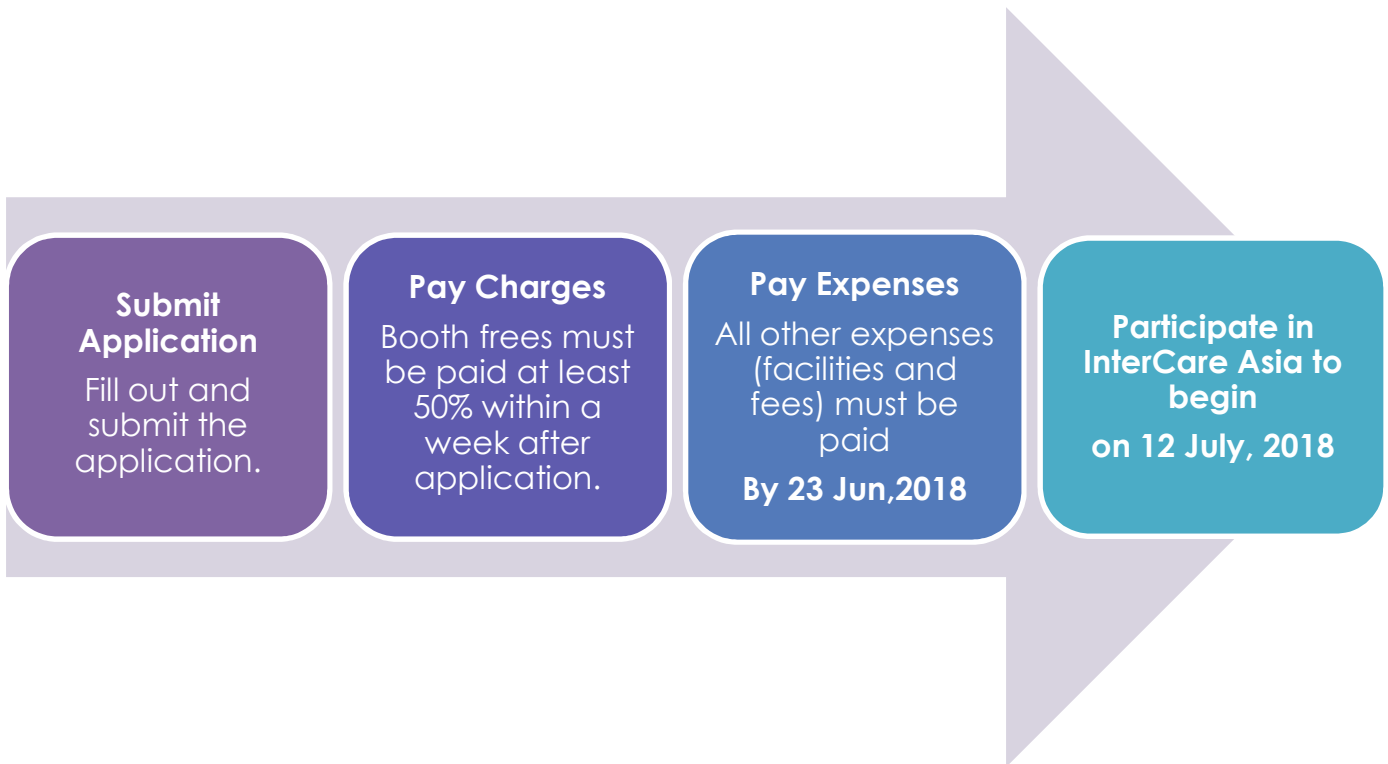 Submit
Application
Fill out and
submit the
application.
Pay Charges
Booth frees must
be paid at least
50% within a
week after
application.
Pay Expenses
All other expenses
(facilities and
fees) must be
paid
By 23 Jun,2018
Participate in
InterCare Asia to
begin
on 12 July, 2018